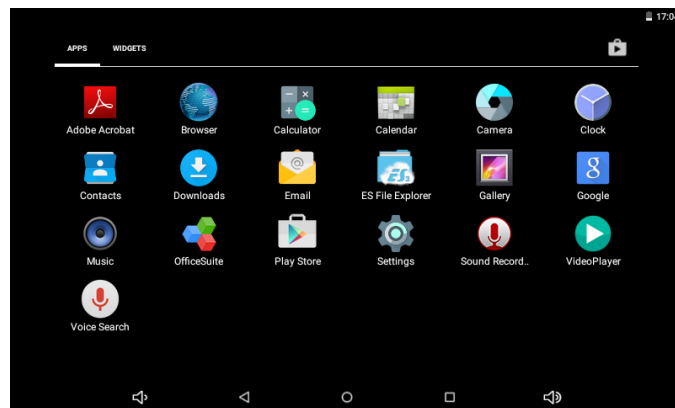 17:04
APPS WIDGETS
Adobe Acrobat Browser Calculator Calendar Camera Clock
Contacts Downloads Email ES File Explorer Gallery Google
Music OfficeSuite Play Store Settings Sound Record.. VideoPlayer
Voice Search